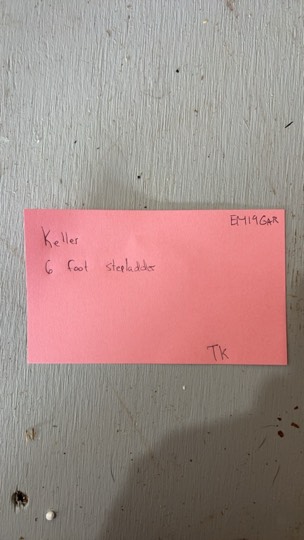 EM19GAR
Keller
6 foot stepladder
TK